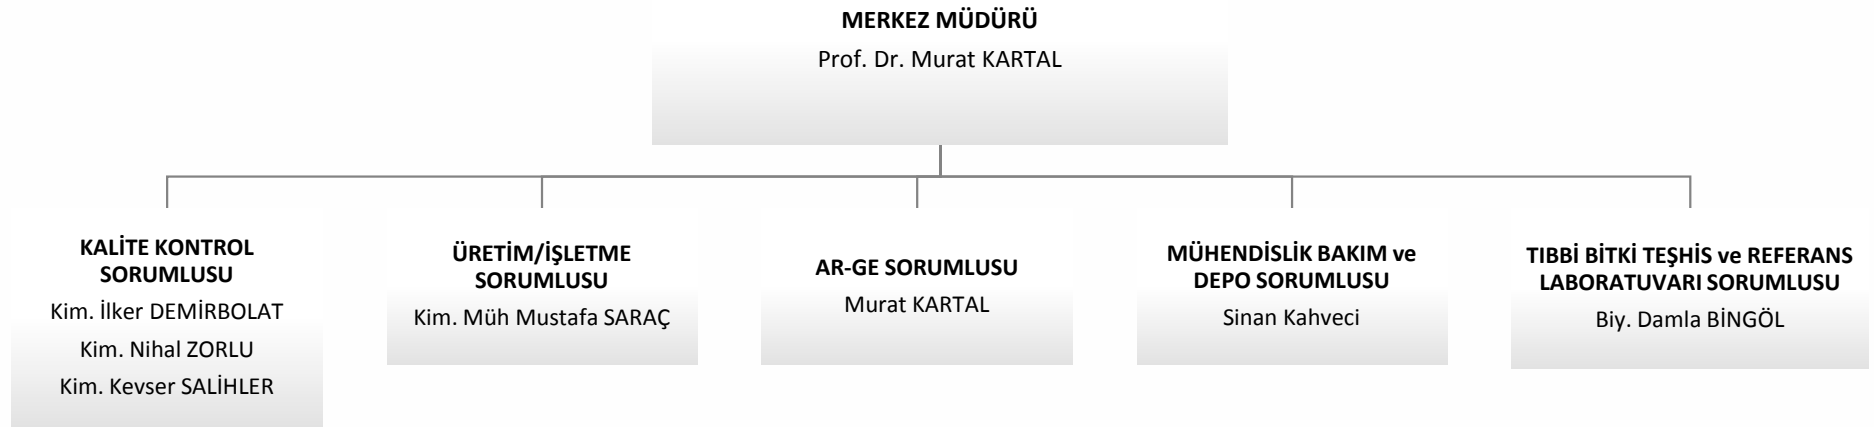 MERKEZ MÜDÜRÜ
Prof. Dr. Murat KARTAL
KALİTE KONTROL
SORUMLUSU
Kim. İlker DEMİRBOLAT
Kim. Nihal ZORLU
Kim. Kevser SALİHLER
ÜRETİM/İŞLETME
SORUMLUSU
Kim. Müh Mustafa SARAÇ
AR-GE SORUMLUSU
Murat KARTAL
MÜHENDİSLİK BAKIM ve
DEPO SORUMLUSU
Sinan Kahveci
TIBBİ BİTKİ TEŞHİS ve REFERANS
LABORATUVARI SORUMLUSU
Biy. Damla BİNGÖL